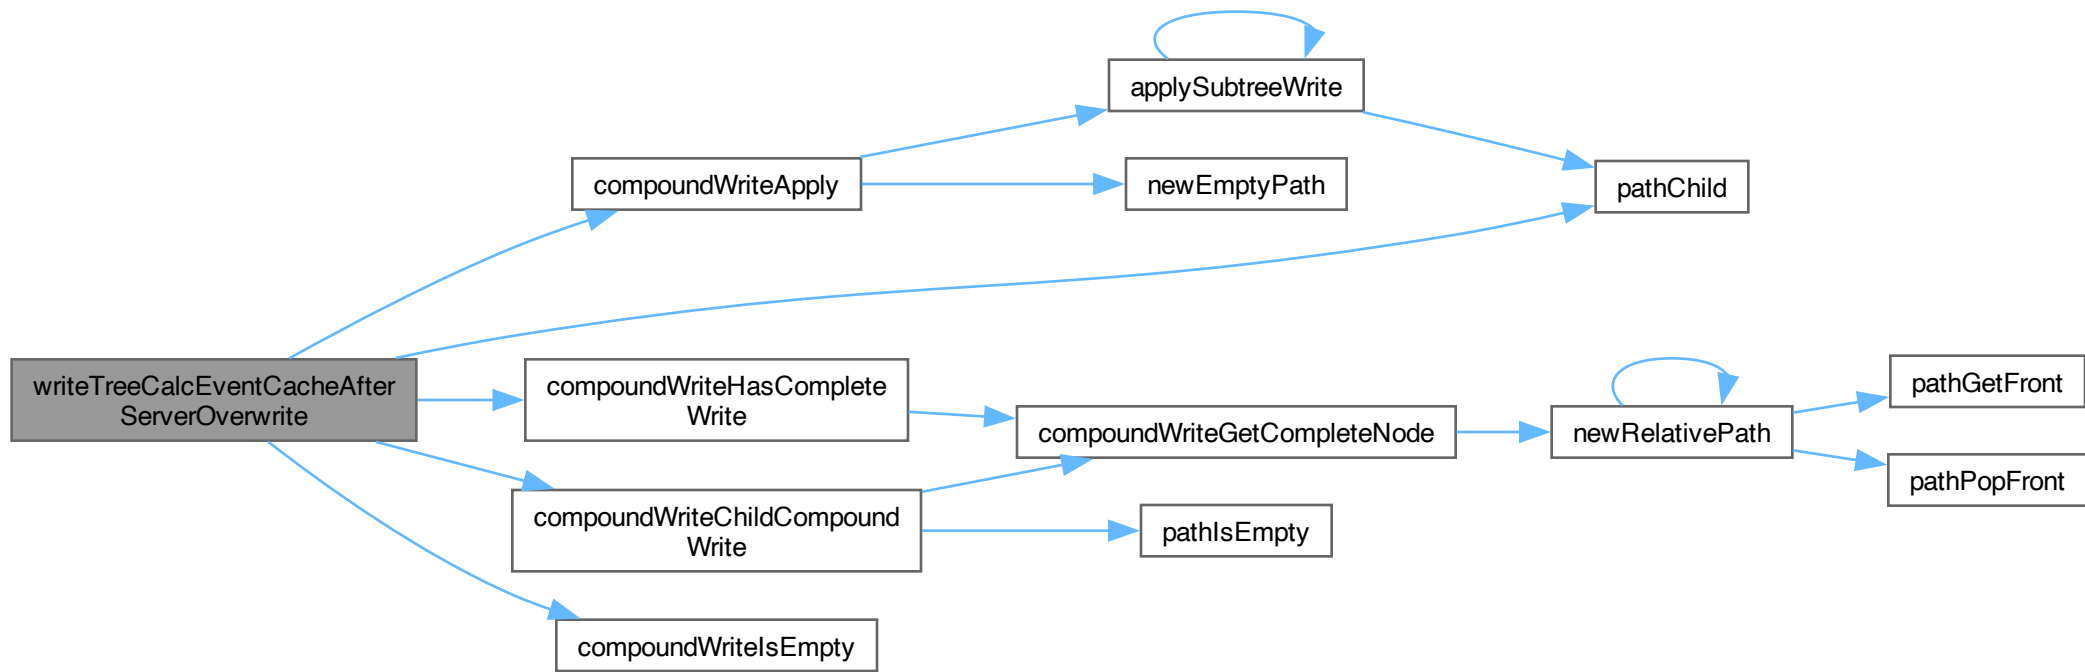 applySubtreeWrite
compoundWriteApply
newEmptyPath
pathChild
writeTreeCalcEventCacheAfter
ServerOverwrite
compoundWriteHasComplete
Write
compoundWriteGetCompleteNode
newRelativePath
pathGetFront
pathPopFront
compoundWriteChildCompound
Write
pathIsEmpty
compoundWriteIsEmpty